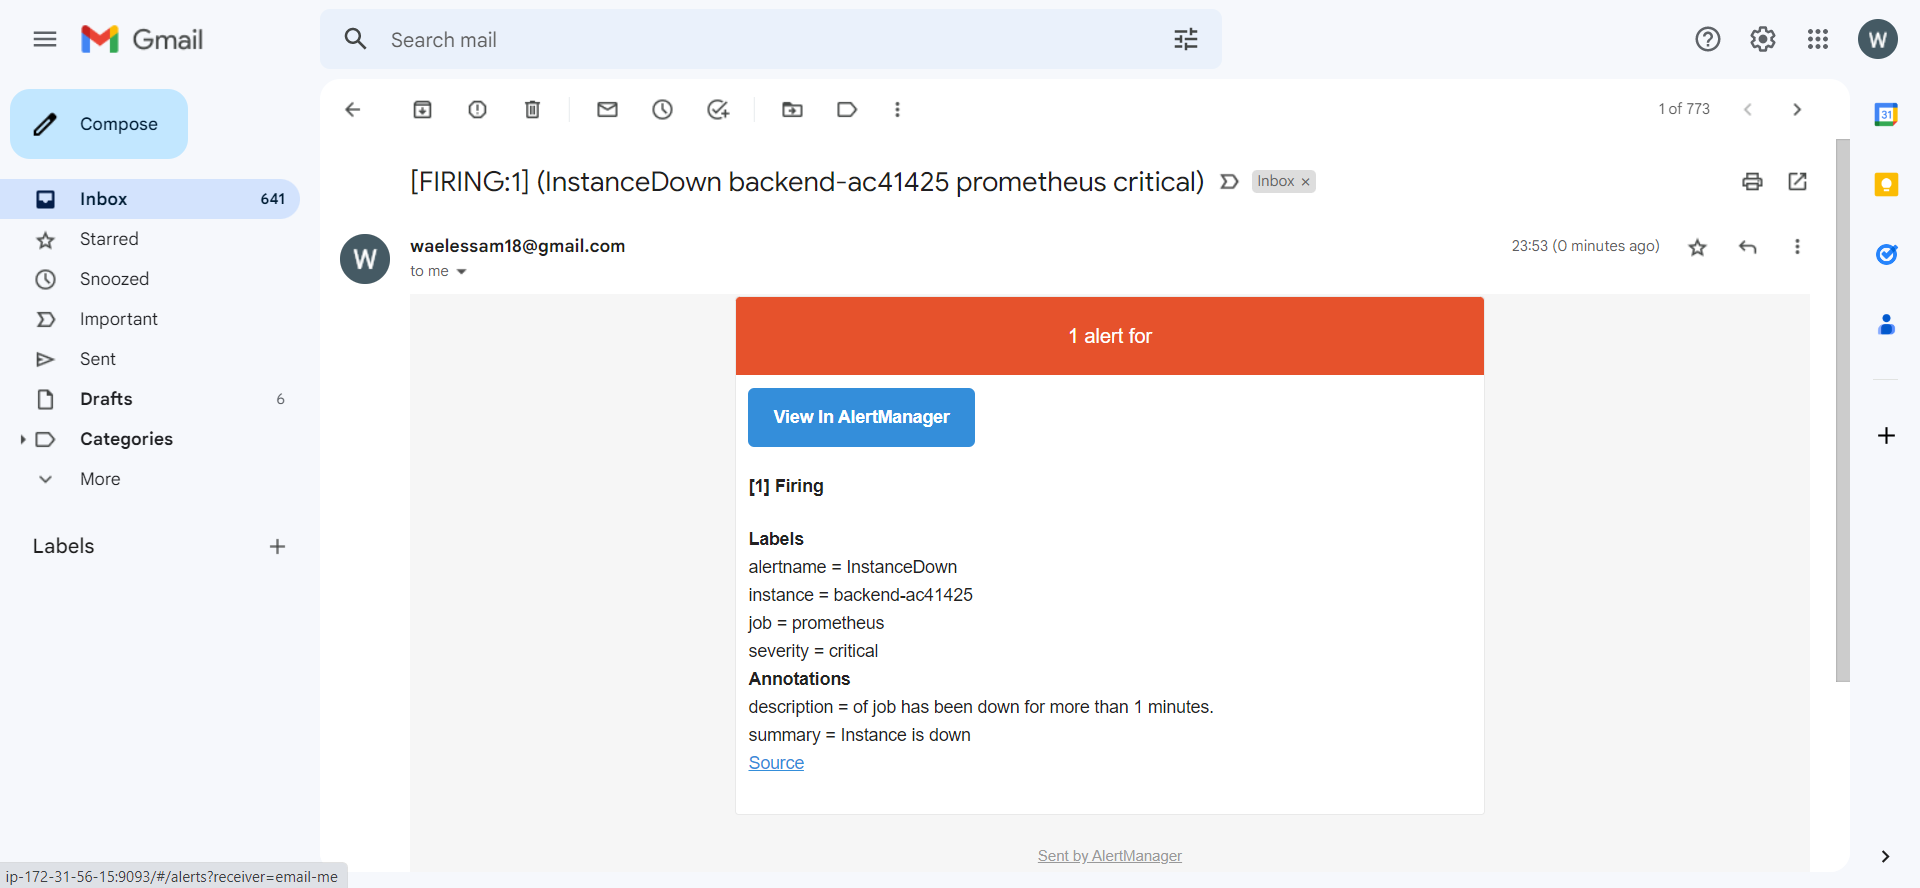 Gmail
Search mail
W
Compose
1 of 773
31
[FIRING:1] (InstanceDown backend-ac41425 prometheus critical)
Inbox ×
Inbox 641
Starred
Snoozed
Important
Sent
Drafts 6
Categories
More
Labels
W
waelessam18@gmail.com
23:53 (0 minutes ago)
to me
1 alert for
View In AlertManager
[1] Firing
Labels
alertname = InstanceDown
instance = backend-ac41425
job = prometheus
severity = critical
Annotations
description = of job has been down for more than 1 minutes.
summary = Instance is down
Source
Sent by AlertManager
ip-172-31-56-15:9093/#/alerts?receiver=email-me